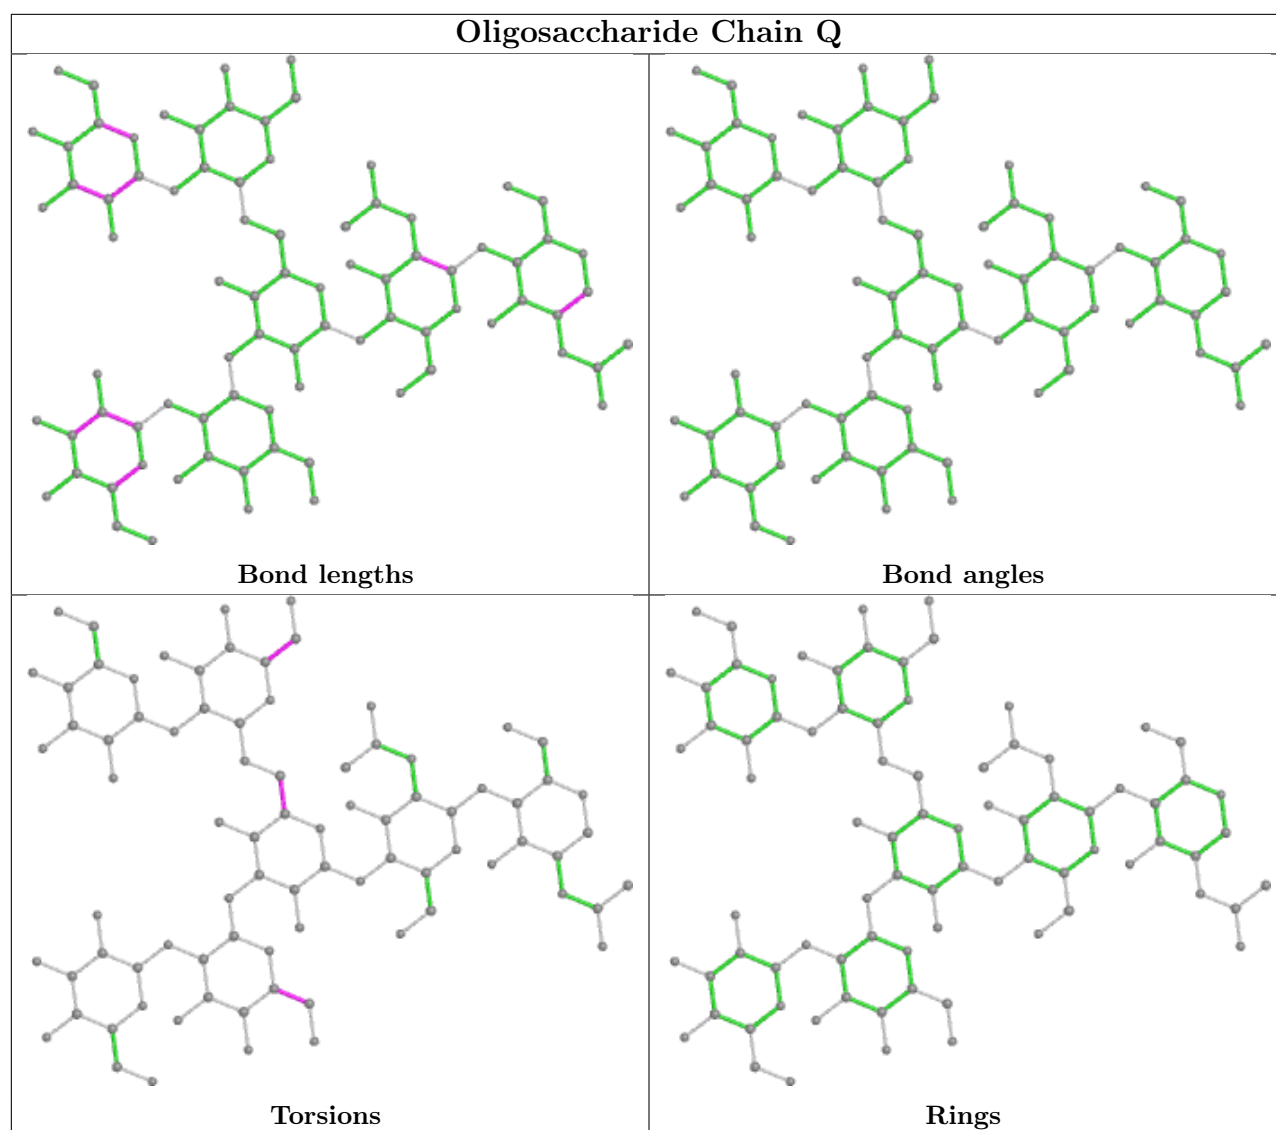 Oligosaccharide Chain Q
Bond lengths
Bond angles
Torsions
Rings